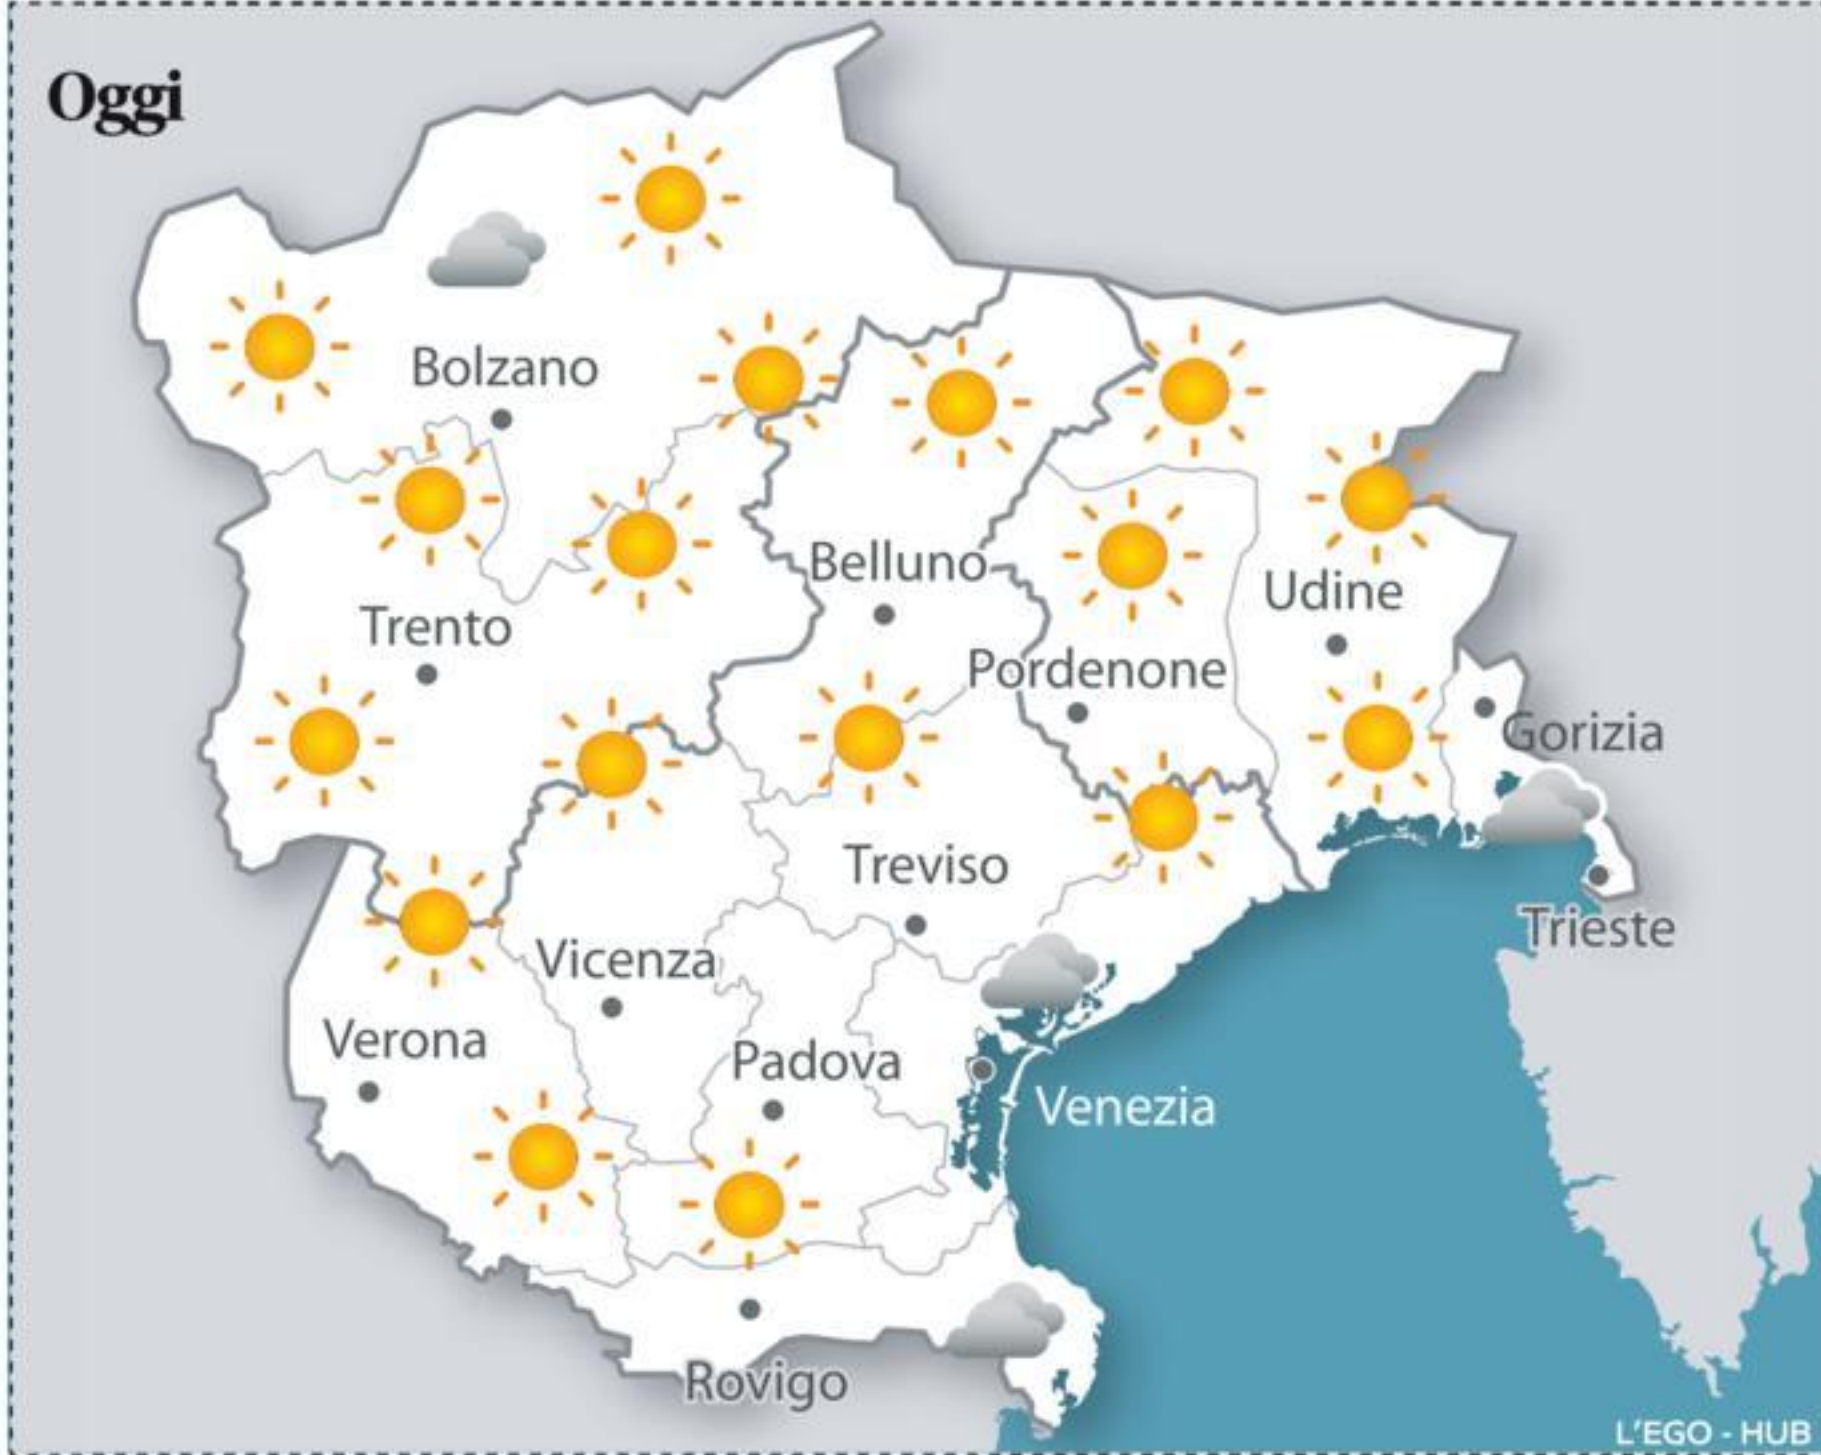 Oggi
Bolzano
Belluno
Udine
Trento
Pordenone
Gorizia
Treviso
Trieste
Vicenza
Verona
Padova
Venezia
Rovigo
L'EGO - HUB